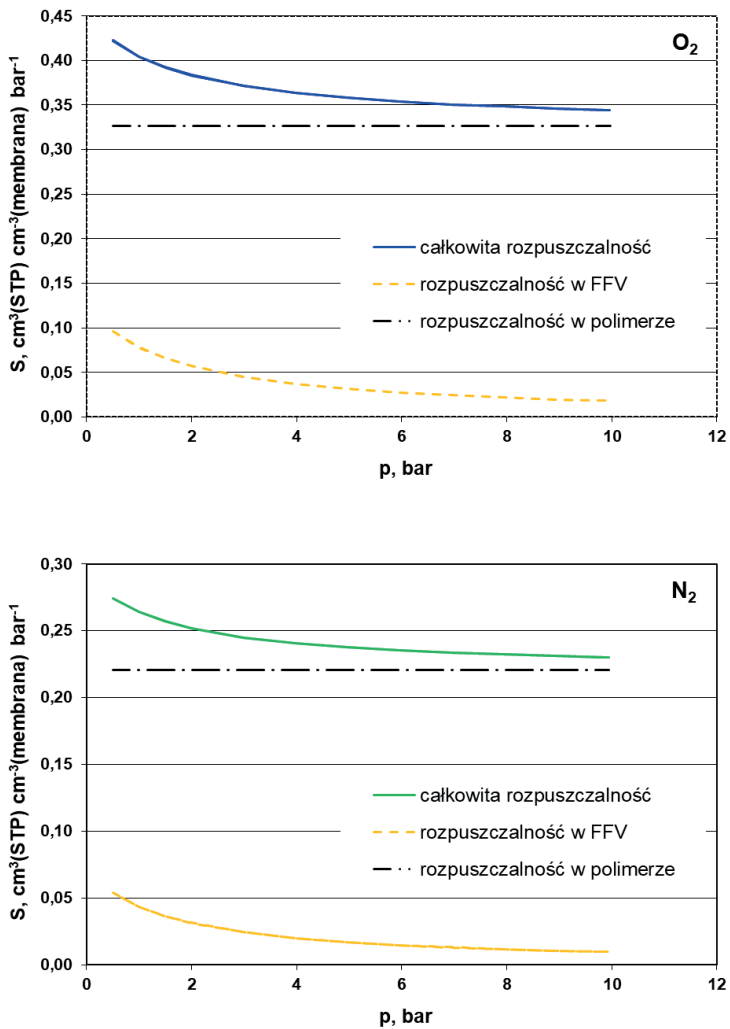 O2
0,45
0,40
0,35
0,30
0,25
0,20
0,15
0,10
0,05
0,00
S, cm3(STP) cm-3(membrana) bar-1
całkowita rozpuszczalność
rozpuszczalność w FFV
rozpuszczalność w polimerze
0 2 4 6 8 10 12
p, bar
N2
0,30
0,25
0,20
0,15
0,10
0,05
0,00
S, cm3(STP) cm-3(membrana) bar-1
całkowita rozpuszczalność
rozpuszczalność w FFV
rozpuszczalność w polimerze
0 2 4 6 8 10 12
p, bar